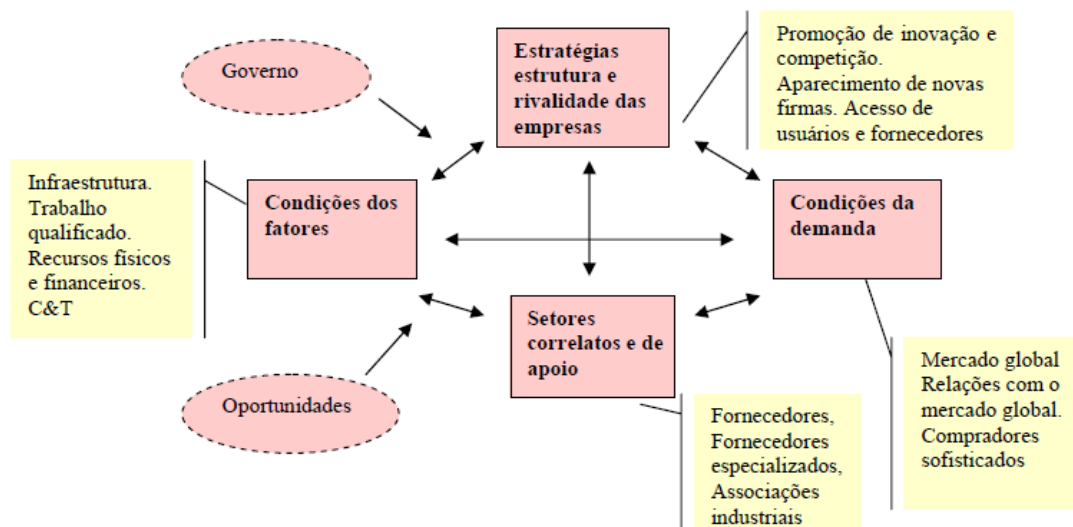 Governo
Estratégias
estrutura e
rivalidade das
empresas
Promoção de inovação e
competição.
Aparecimento de novas
firmas. Acesso de
usuários e fornecedores
Infraestrutura.
Trabalho
qualificado.
Recursos físicos
e financeiros.
C&T
Condições dos
fatores
Condições da
demanda
Setores
correlatos e de
apoio
Oportunidades
Fornecedores,
Fornecedores
especializados,
Associações
industriais
Mercado global
Relações com o
mercado global.
Compradores
sofisticados